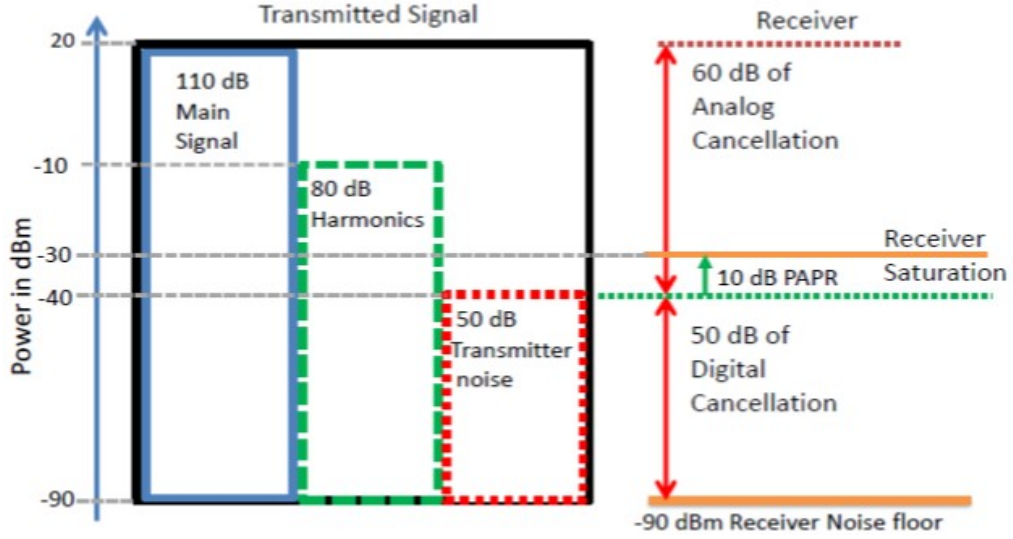 Transmitted Signal
Receiver
Power in dBm
20
-10
-30
-40
-90
110 dB
Main
Signal
80 dB
Harmonics
50 dB
Transmitter
noise
60 dB of
Analog
Cancellation
Receiver
Saturation
10 dB PAPR
50 dB of
Digital
Cancellation
-90 dBm Receiver Noise floor